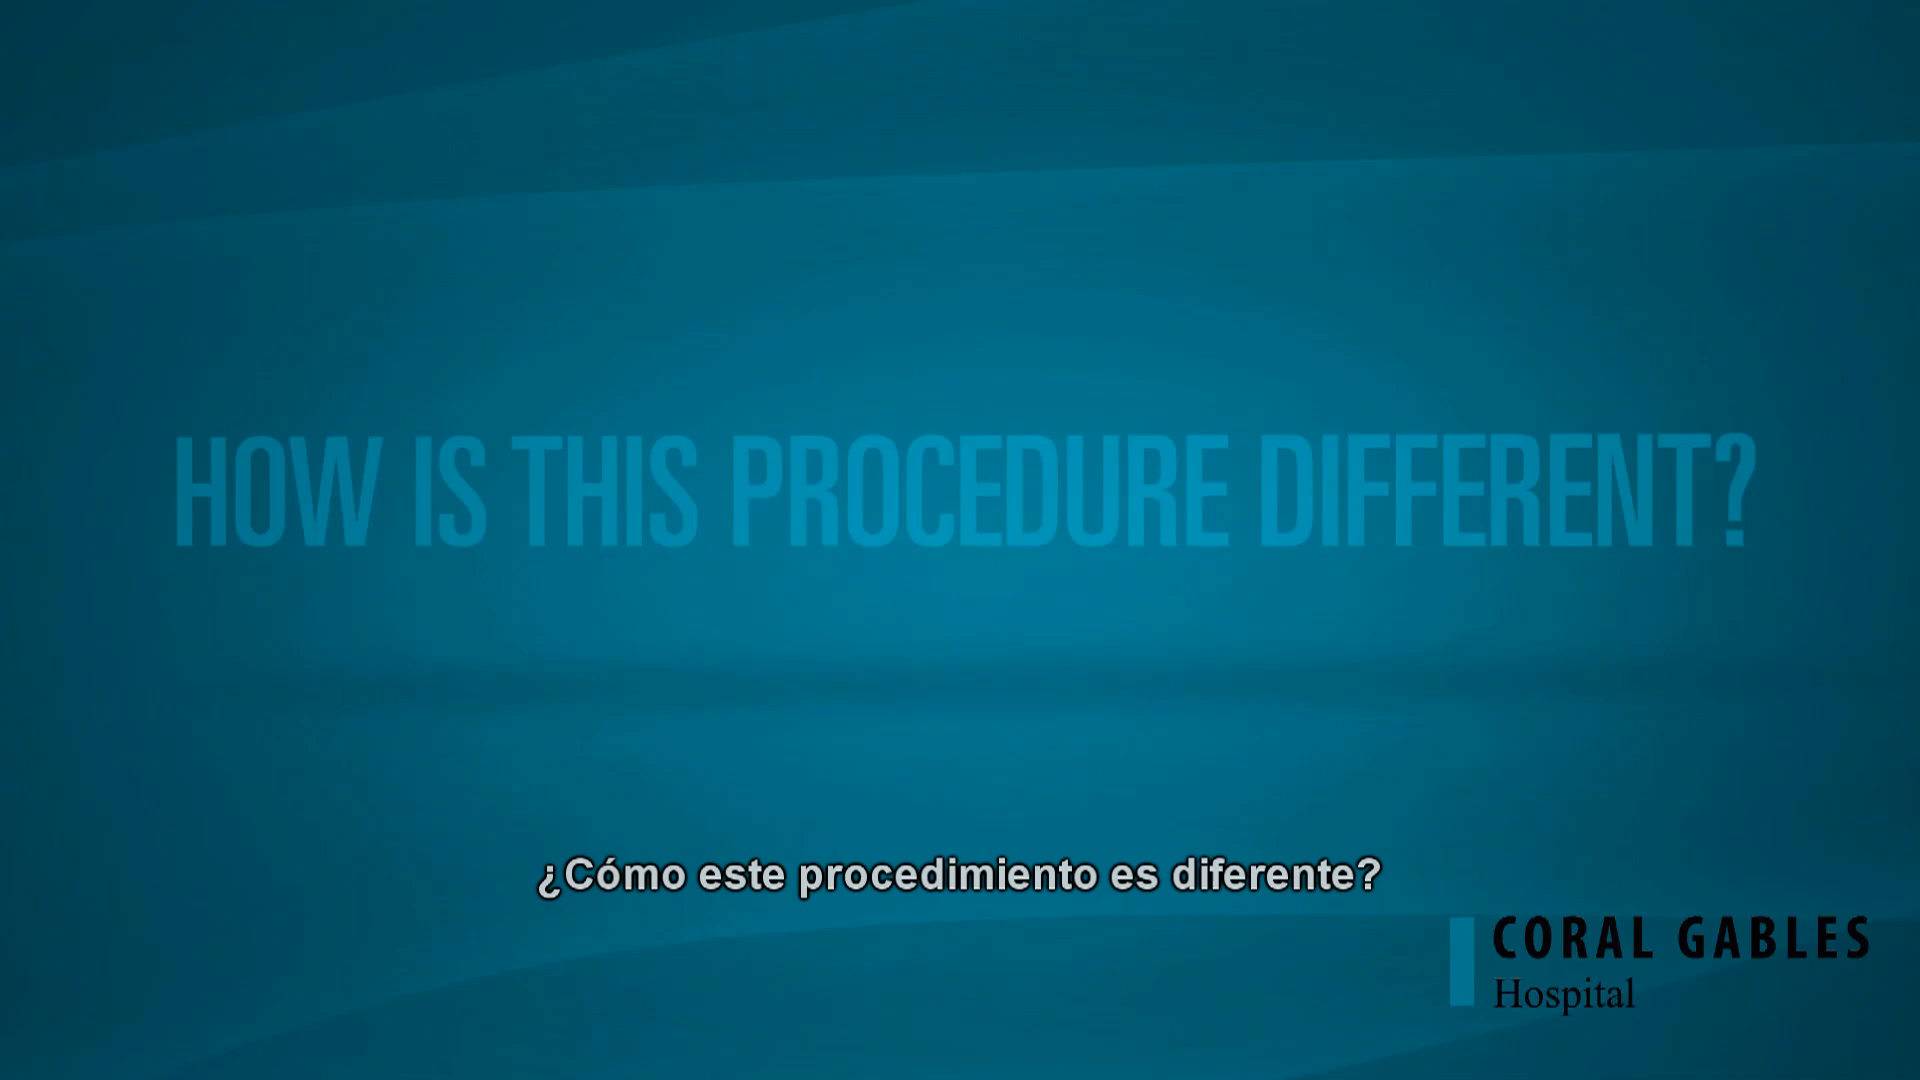 HOW IS THIS PROCEDURE DIFFERENT?
¿Cómo este procedimiento es diferente?
CORAL GABLES
Hospital